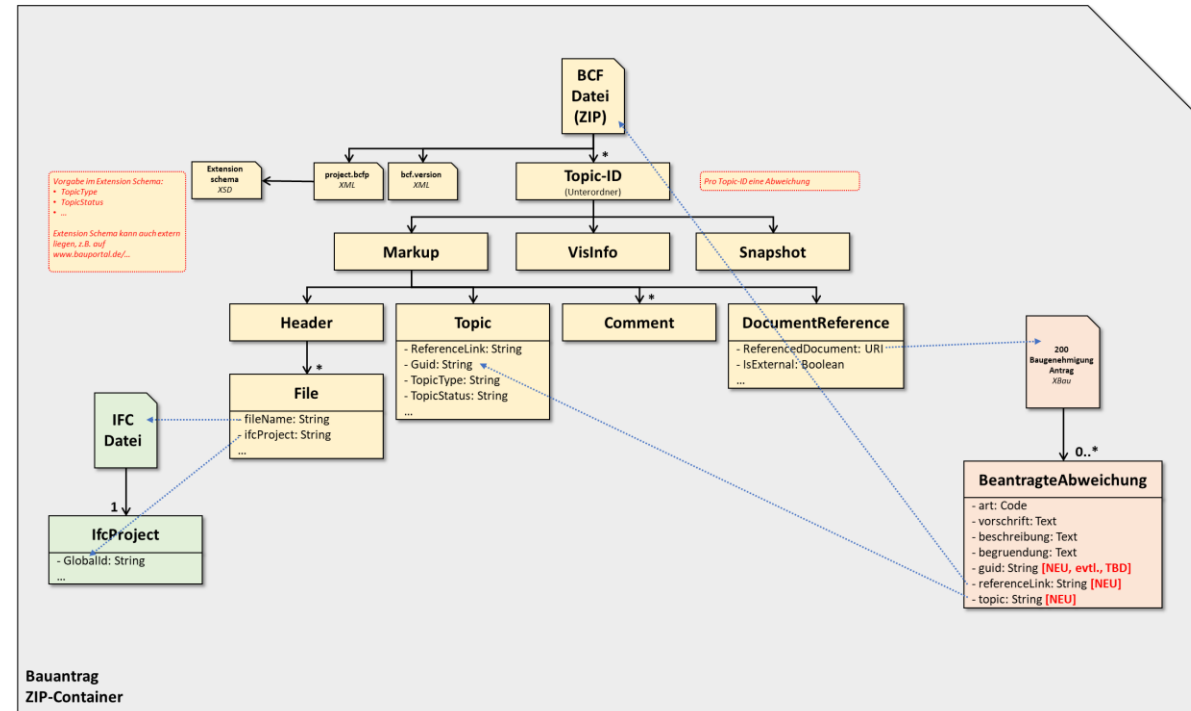 BCF
Datei
(ZIP)
*
Extension
schema
XSD
project.bcfp
XML
bcf.version
XML
Topic-ID
(Unterordner)
Vorgabe im Extension Schema:
• TopicType
• TopicStatus
• ...
Extension Schema kann auch extern
liegen, z.B. auf
www.bauportal.de/...
Pro Topic-ID eine Abweichung
Markup
VisInfo
Snapshot
*
Header
Topic
- ReferenceLink: String
- Guid: String
- TopicType: String
- TopicStatus: String
...
Comment
DocumentReference
- ReferencedDocument: URI
- IsExternal: Boolean
...
200
Baugenehmigung
Antrag
XBau
*
File
- fileName: String
- ifcProject: String
...
IFC
Datei
0..*
BeantragteAbweichung
- art: Code
- vorschrift: Text
- beschreibung: Text
- begruendung: Text
- guid: String [NEU, evtl., TBD]
- referenceLink: String [NEU]
- topic: String [NEU]
1
IfcProject
- GlobalId: String
...
Bauantrag
ZIP-Container